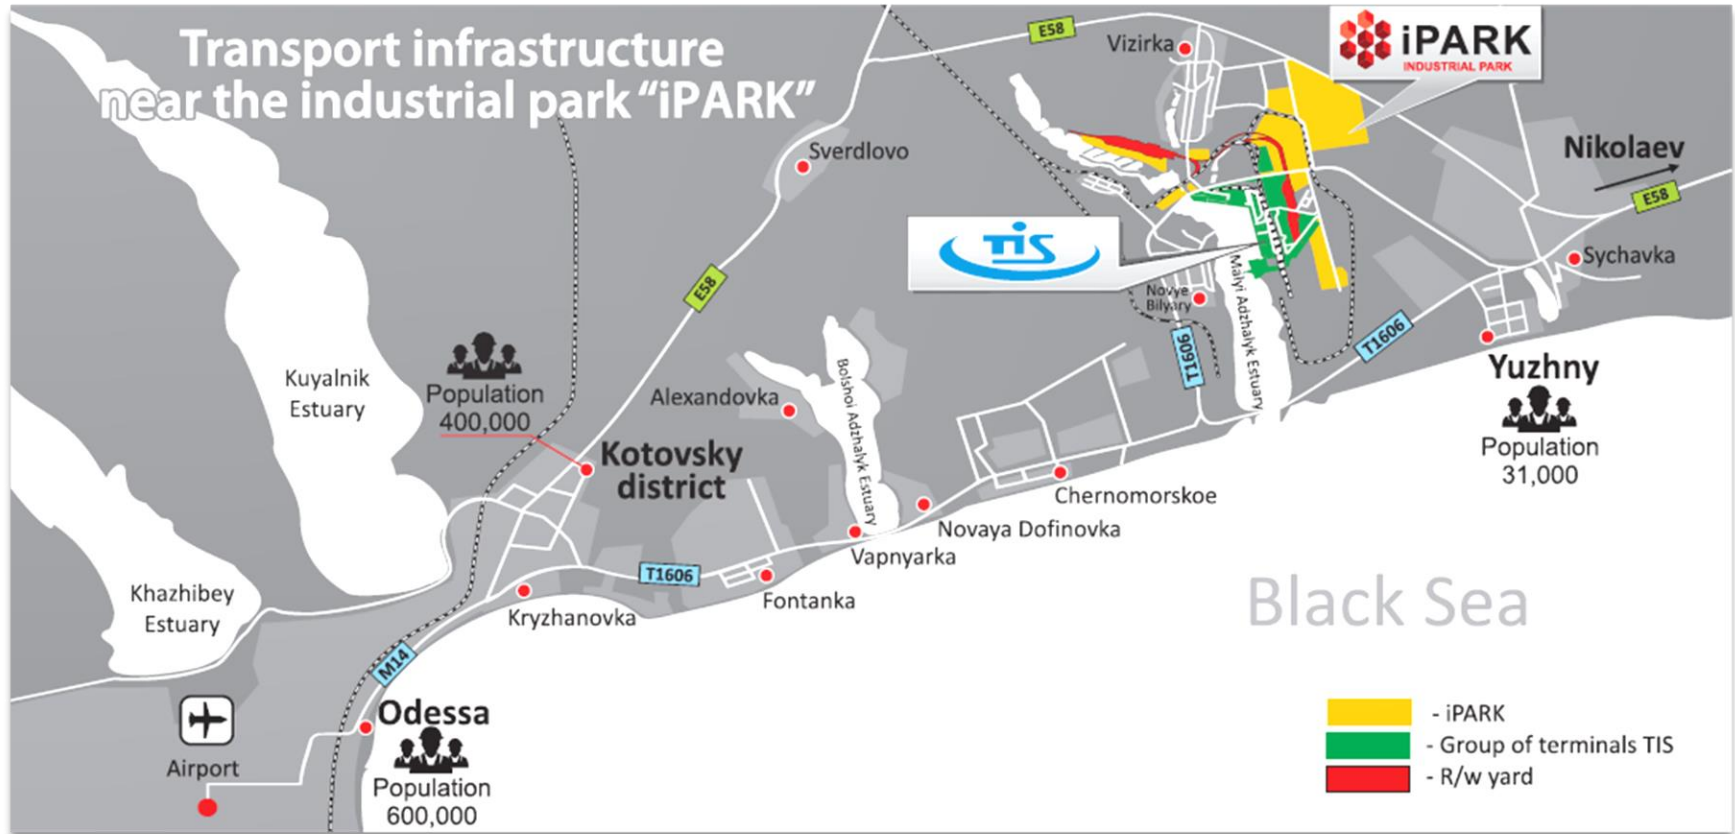 Transport infrastructure
near the industrial park “iPARK”
E58
Vizirka
iPARK
INDUSTRIAL PARK
Sverdlovo
Nikolaev
E58
TIS
Sychavka
E58
Novye
Bilyary
Malyi Adzhalyk Estuary
T1606
T1606
Yuzhny
Population
31,000
Kuyalnik
Estuary
Population
400,000
Alexandovka
Bolshoi Adzhalyk Estuary
Kotovsky
district
Chernomorskoe
Novaya Dofinovka
Vapnyarka
T1606
Fontanka
Kryzhanovka
Khazhibey
Estuary
Black Sea
M14
Odessa
Population
600,000
Airport
- iPARK
- Group of terminals TIS
- R/w yard